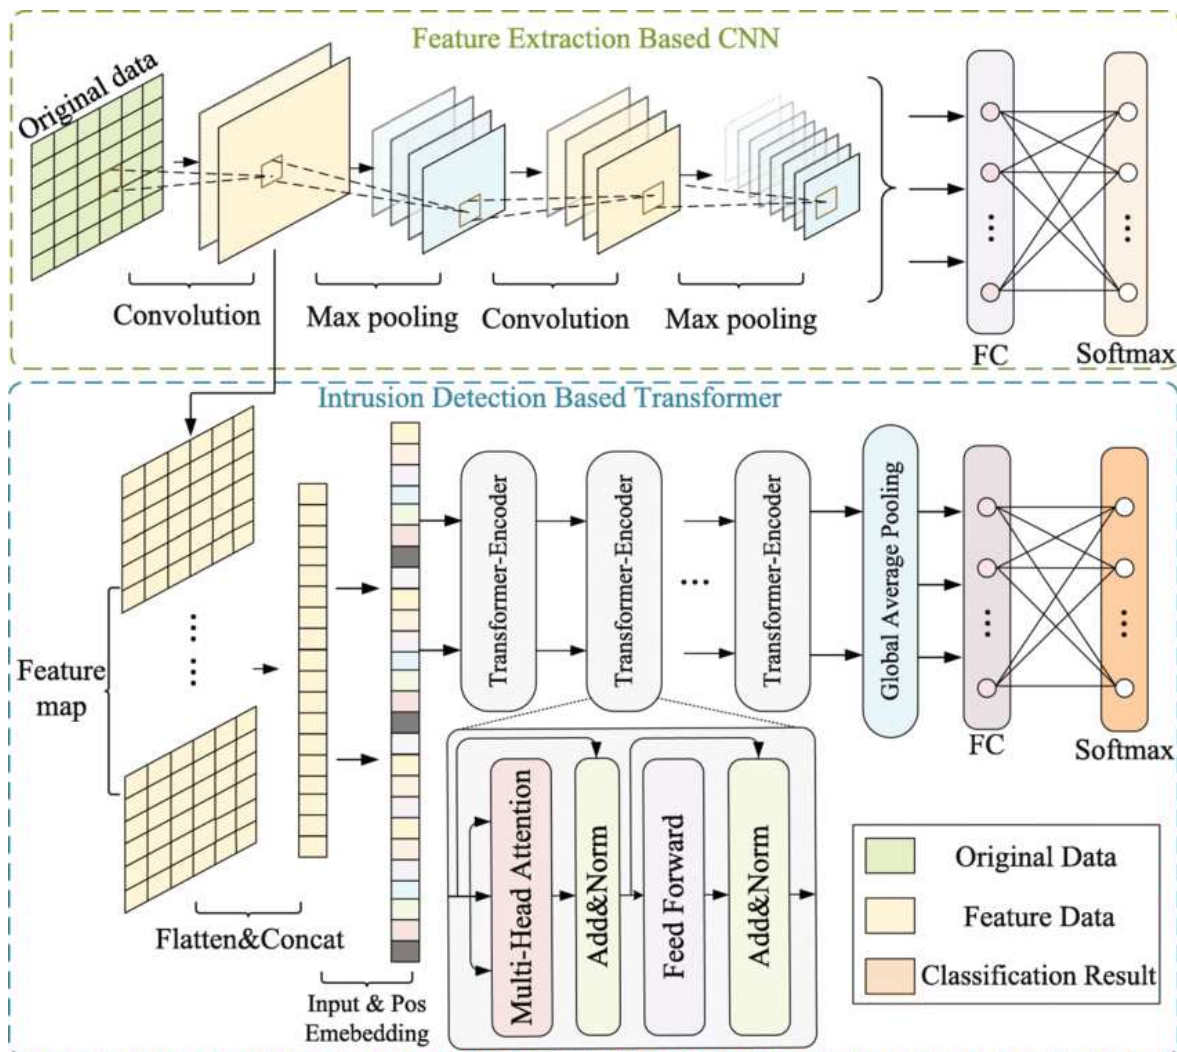 Feature Extraction Based CNN
Original data
Convolution
Max pooling
Convolution
Max pooling
FC
Softmax
Intrusion Detection Based Transformer
Feature
map
Flatten&Concat
Input & Pos
Emebedding
Transformer-Encoder
Transformer-Encoder
...
Transformer-Encoder
Global Average Pooling
FC
Softmax
Multi-Head Attention
Add&Norm
Feed Forward
Add&Norm
Original Data
Feature Data
Classification Result